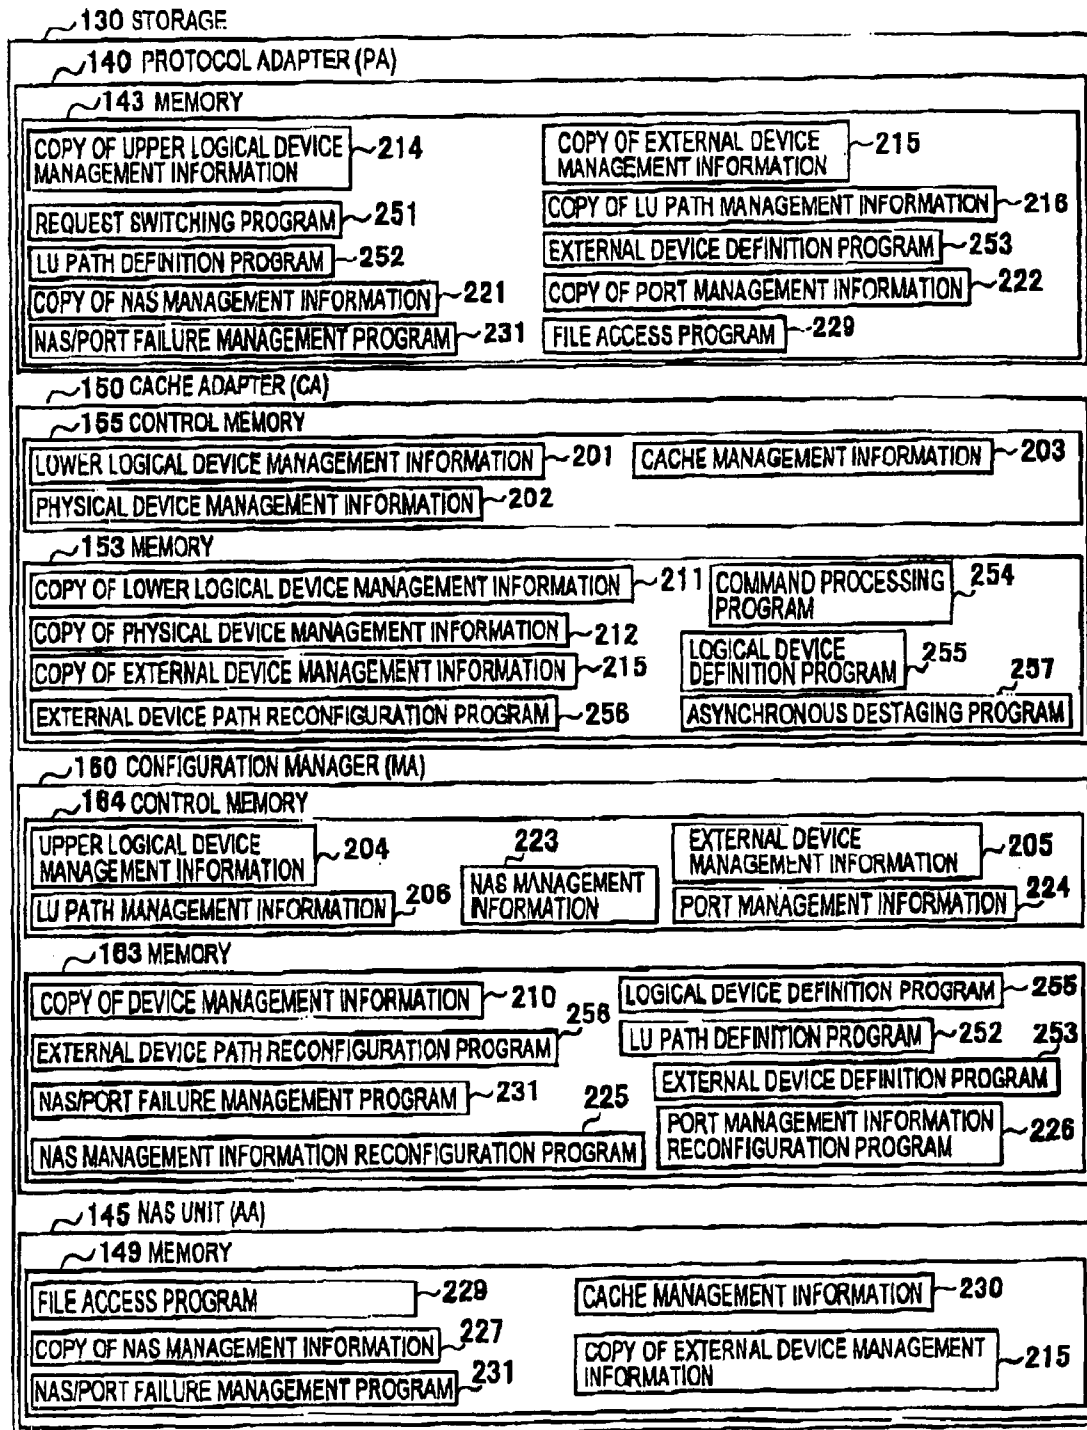 130 STORAGE
140 PROTOCOL ADAPTER (PA)
143 MEMORY
COPY OF UPPER LOGICAL DEVICE
MANAGEMENT INFORMATION
214
COPY OF EXTERNAL DEVICE
MANAGEMENT INFORMATION
215
REQUEST SWITCHING PROGRAM 251
COPY OF LU PATH MANAGEMENT INFORMATION 216
LU PATH DEFINITION PROGRAM 252
EXTERNAL DEVICE DEFINITION PROGRAM 253
COPY OF NAS MANAGEMENT INFORMATION 221
COPY OF PORT MANAGEMENT INFORMATION 222
NAS/PORT FAILURE MANAGEMENT PROGRAM 231
FILE ACCESS PROGRAM 229
150 CACHE ADAPTER (CA)
155 CONTROL MEMORY
LOWER LOGICAL DEVICE MANAGEMENT INFORMATION 201
CACHE MANAGEMENT INFORMATION 203
PHYSICAL DEVICE MANAGEMENT INFORMATION 202
153 MEMORY
COPY OF LOWER LOGICAL DEVICE MANAGEMENT INFORMATION 211
COMMAND PROCESSING
PROGRAM
254
COPY OF PHYSICAL DEVICE MANAGEMENT INFORMATION 212
LOGICAL DEVICE
DEFINITION PROGRAM
255
COPY OF EXTERNAL DEVICE MANAGEMENT INFORMATION 215
257
EXTERNAL DEVICE PATH RECONFIGURATION PROGRAM 256
ASYNCHRONOUS DESTAGING PROGRAM
160 CONFIGURATION MANAGER (MA)
164 CONTROL MEMORY
UPPER LOGICAL DEVICE
MANAGEMENT INFORMATION
204
223
NAS MANAGEMENT
INFORMATION
EXTERNAL DEVICE
MANAGEMENT INFORMATION
205
LU PATH MANAGEMENT INFORMATION 206
PORT MANAGEMENT INFORMATION 224
163 MEMORY
COPY OF DEVICE MANAGEMENT INFORMATION 210
LOGICAL DEVICE DEFINITION PROGRAM 255
256
EXTERNAL DEVICE PATH RECONFIGURATION PROGRAM
LU PATH DEFINITION PROGRAM 252
253
EXTERNAL DEVICE DEFINITION PROGRAM
NAS/PORT FAILURE MANAGEMENT PROGRAM 231
225
PORT MANAGEMENT INFORMATION
RECONFIGURATION PROGRAM
226
NAS MANAGEMENT INFORMATION RECONFIGURATION PROGRAM
145 NAS UNIT (AA)
149 MEMORY
FILE ACCESS PROGRAM 229
CACHE MANAGEMENT INFORMATION 230
COPY OF NAS MANAGEMENT INFORMATION 227
COPY OF EXTERNAL DEVICE MANAGEMENT
INFORMATION
215
NAS/PORT FAILURE MANAGEMENT PROGRAM 231